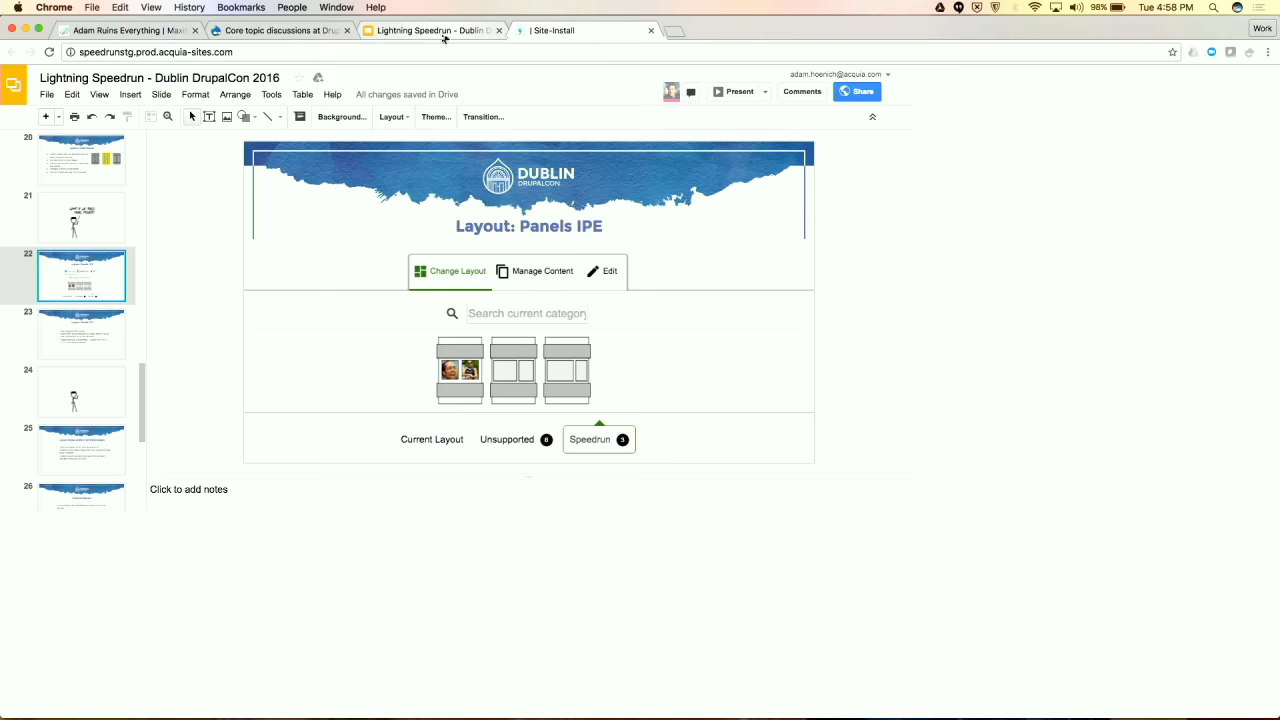 Chrome File Edit View History Bookmarks People Window Help 98% Tue 4:58 PM
Adam Ruins Everything | Maxi Core topic discussions at Drup Lightning Speedrun - Dublin D | Site-Install Work
speedrunstg.prod.acquia-sites.com
Lightning Speedrun - Dublin DrupalCon 2016 adam.hoenich@acquia.com
File Edit View Insert Slide Format Arrange Tools Table Help All changes saved in Drive Present Comments Share
Background... Layout Theme... Transition...
20
21
22
23
24
25
26
DUBLIN
DRUPALCON
Layout: Panels IPE
Change Layout Manage Content Edit
Search current category
Current Layout Unsupported 8 Speedrun 3
Click to add notes